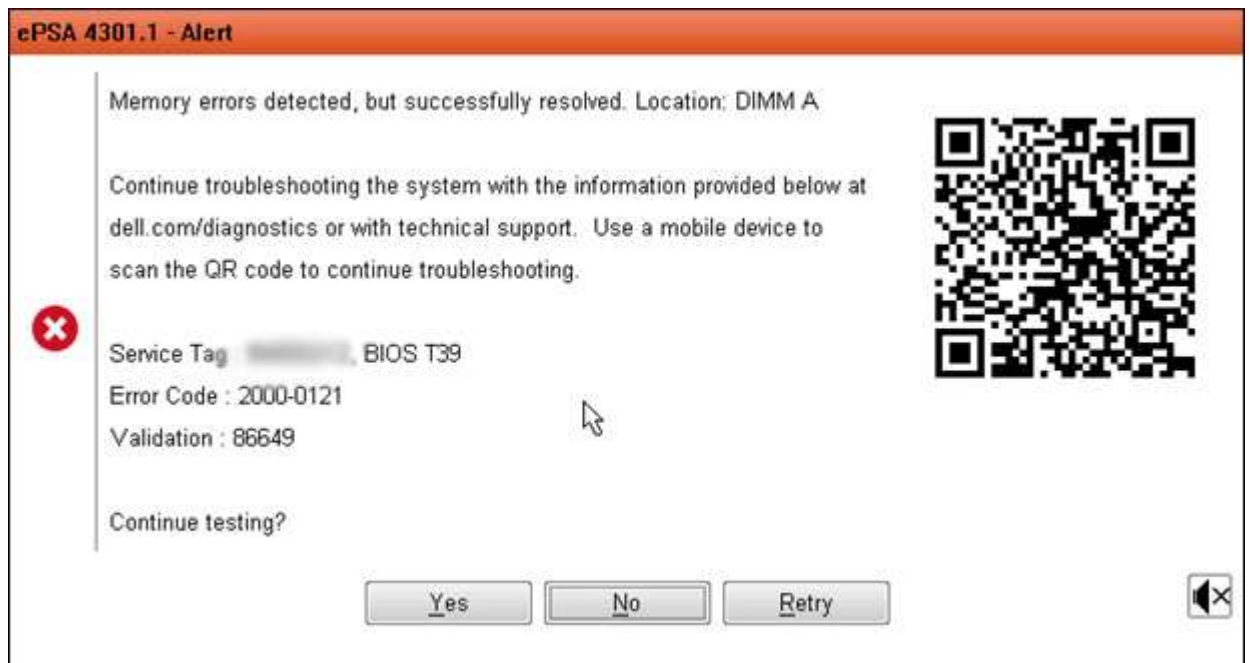 ePSA 4301.1 - Alert
Memory errors detected, but successfully resolved. Location: DIMM A
Continue troubleshooting the system with the information provided below at
dell.com/diagnostics or with technical support. Use a mobile device to
scan the QR code to continue troubleshooting.
Service Tag , BIOS T39
Error Code : 2000-0121
Validation : 86649
Continue testing?
Yes No Retry